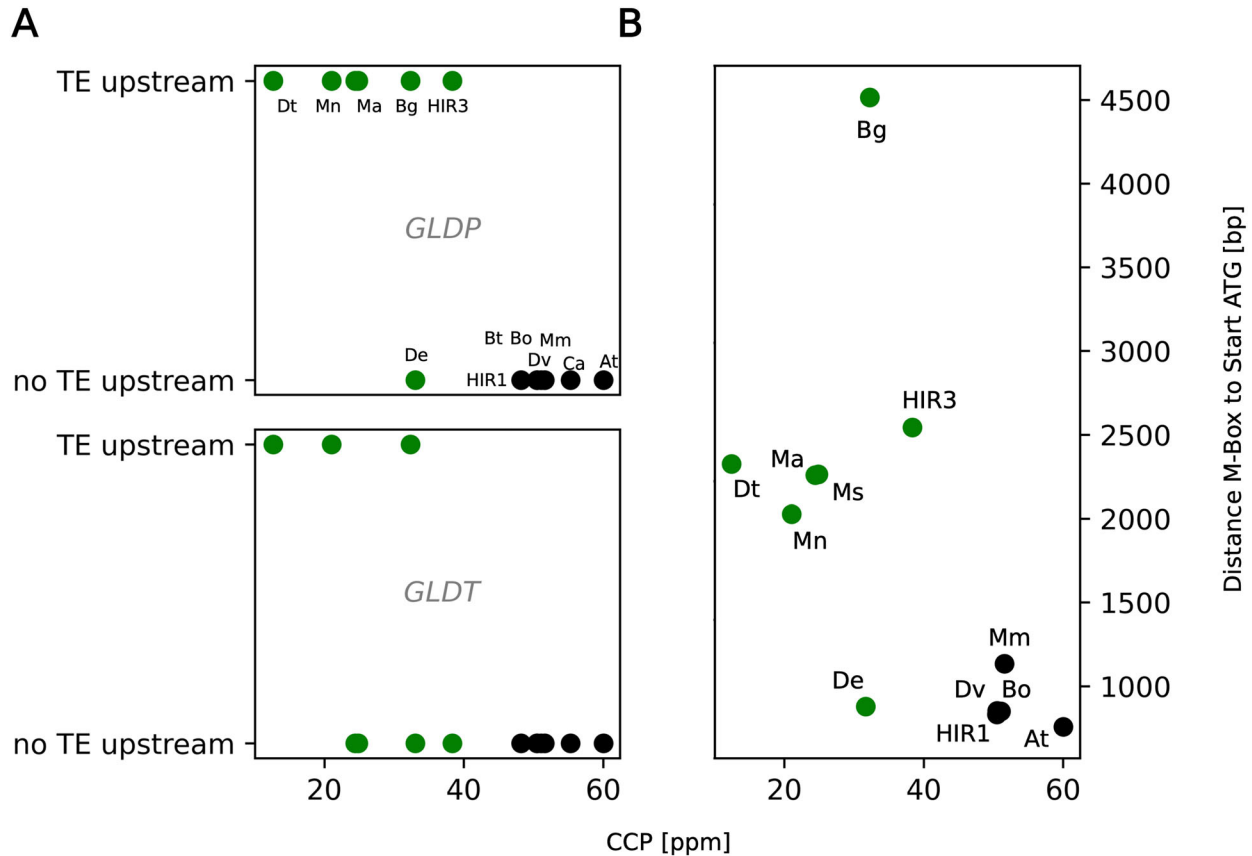 A
B
TE upstream
Dt Mn Ma Bg HIR3
GLDP
Bt Bo Mm
De Dv Ca At
no TE upstream
HIR1
TE upstream
GLDT
no TE upstream
20 40 60
4500
Bg
4000
3500
3000
HIR3
2500
Ma
Dt Ms
2000
Mn
1500
Mm
De Dv Bo
1000
HIR1 At
20 40 60
Distance M-Box to Start ATG [bp]
CCP [ppm]